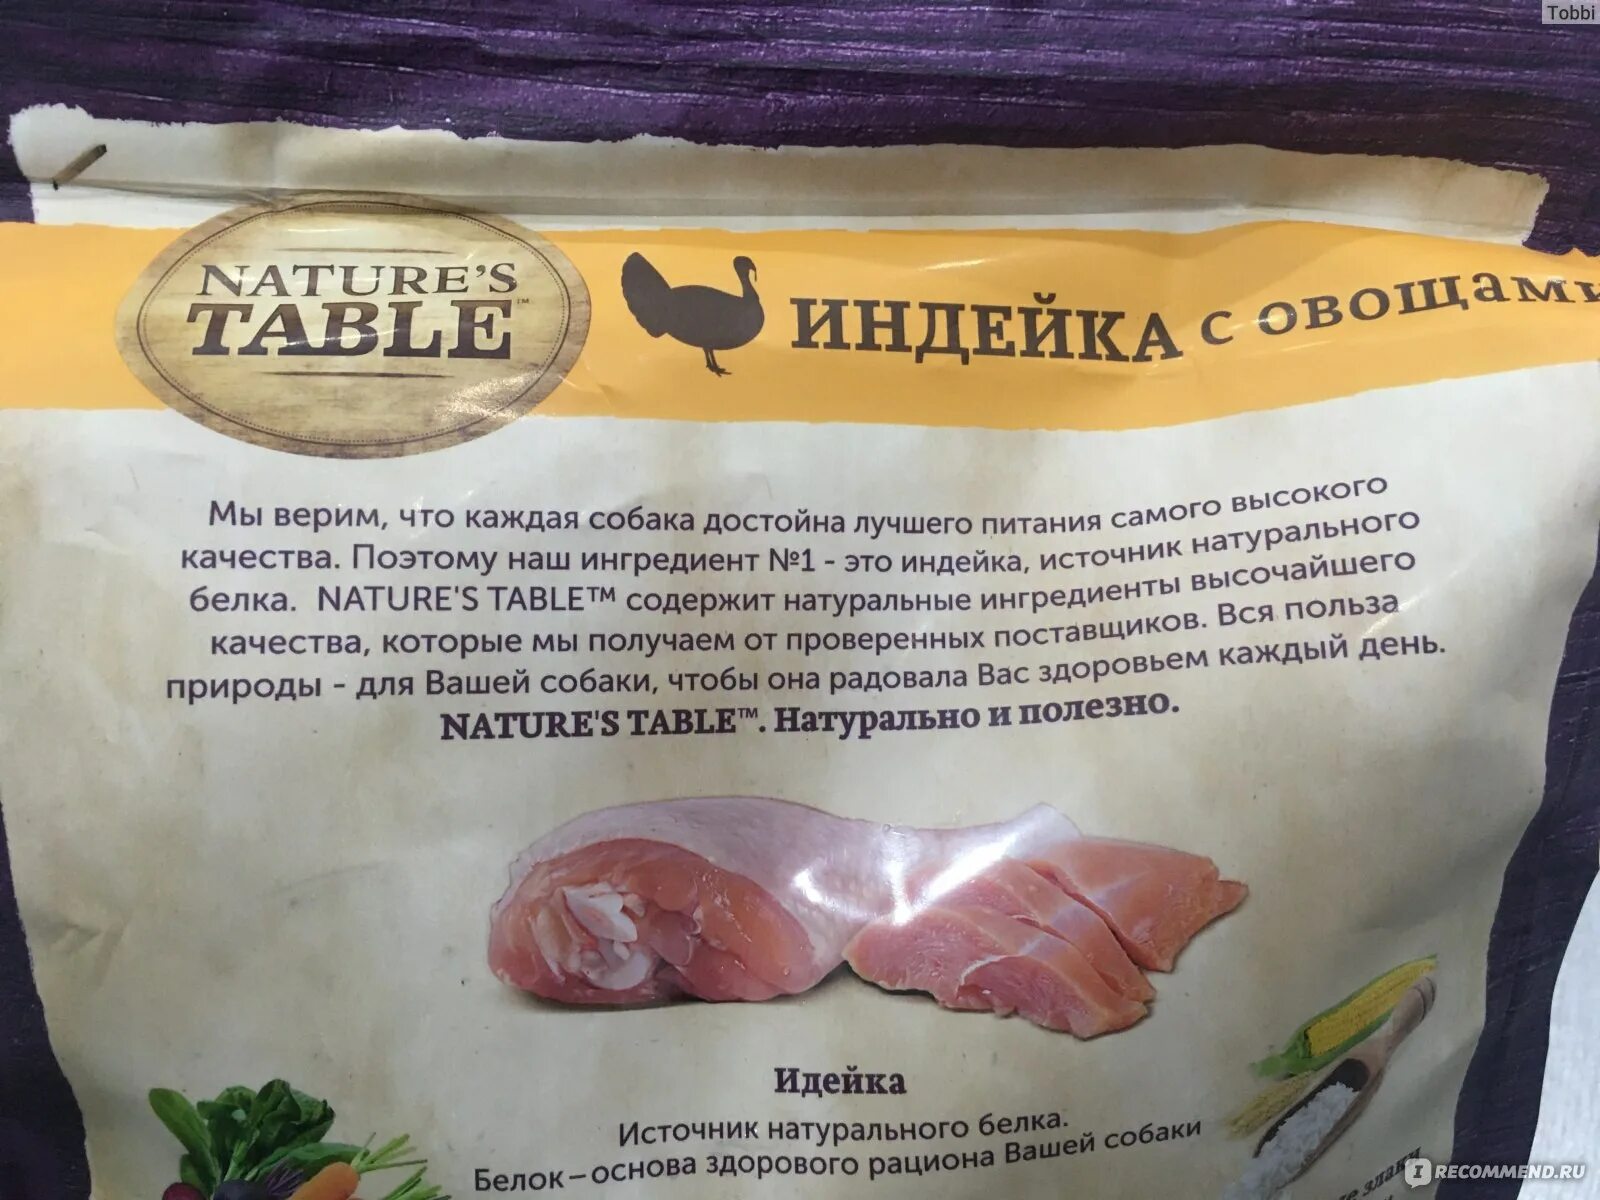 Tobbi
NATURE'S
TABLE™
ИНДЕЙКА с овощами
Мы верим, что каждая собака достойна лучшего питания самого высокого
качества. Поэтому наш ингредиент №1 - это индейка, источник натурального
белка. NATURE'S TABLE™ содержит натуральные ингредиенты высочайшего
качества, которые мы получаем от проверенных поставщиков. Вся польза
природы - для Вашей собаки, чтобы она радовала Вас здоровьем каждый день.
NATURE'S TABLE™. Натурально и полезно.
Идейка
Источник натурального белка.
Белок – основа здорового рациона Вашей собаки
злаки
IRECOMMEND.RU